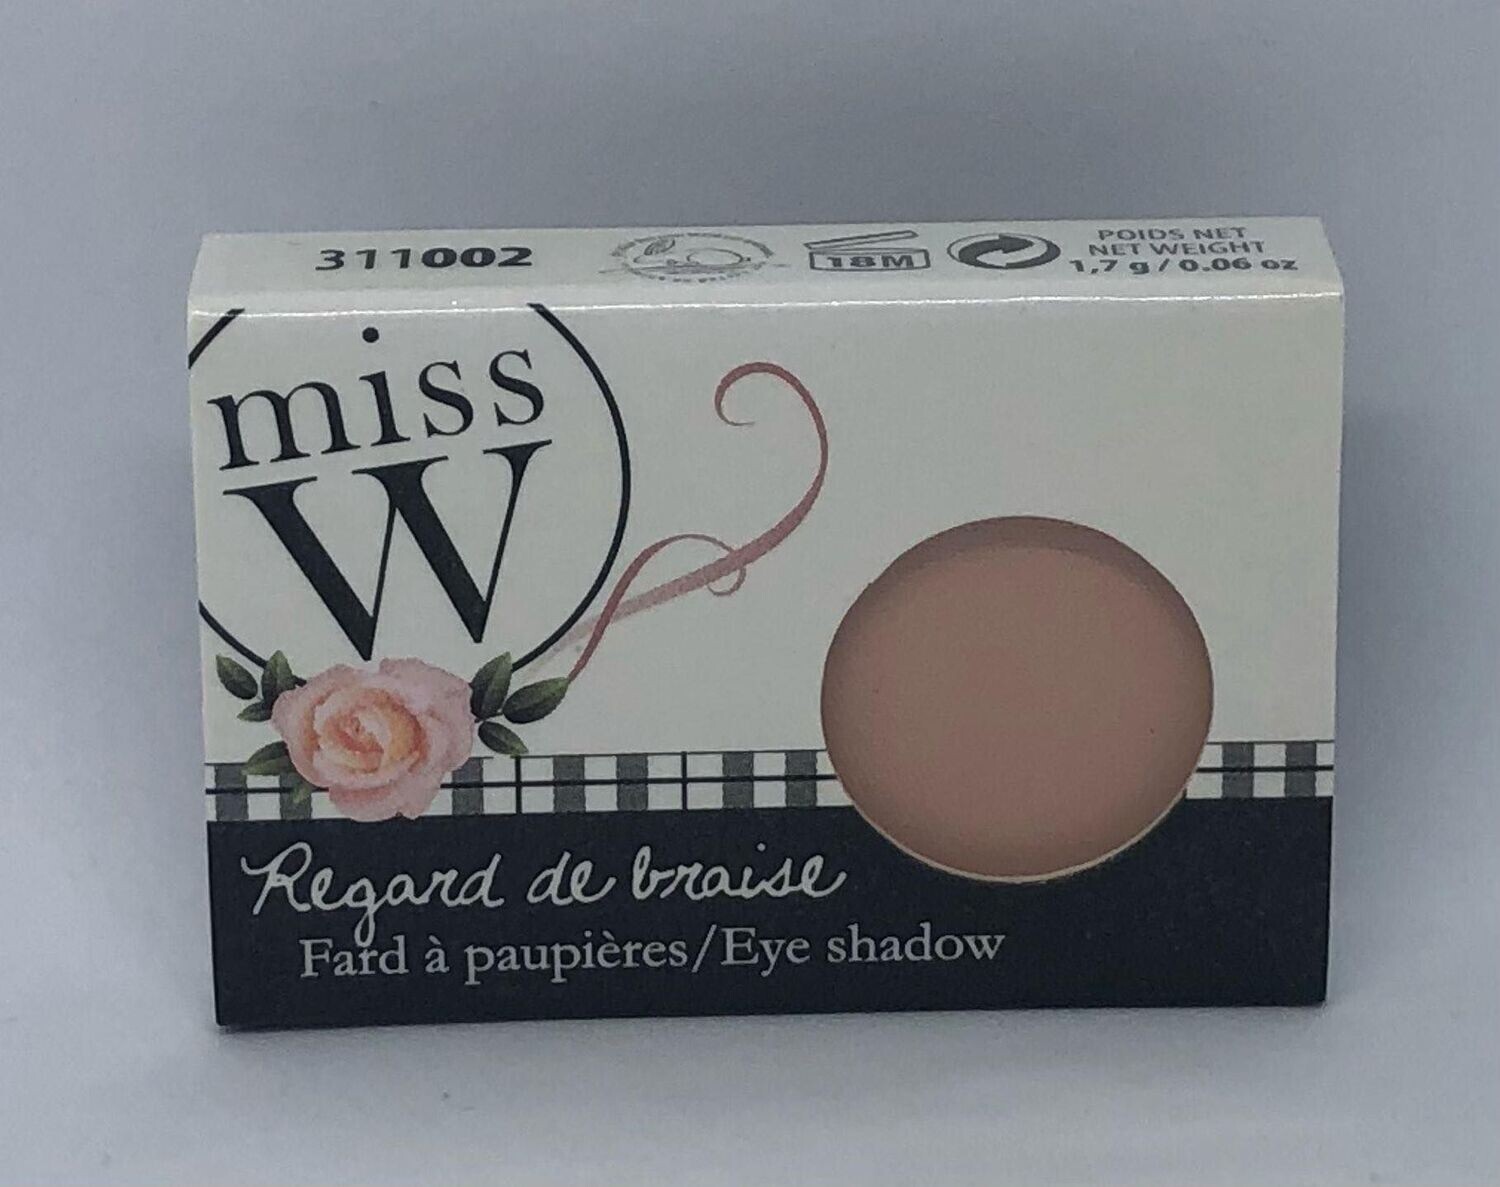 311002
18M
POIDS NET
NET WEIGHT
1,7 g / 0.06 oz
miss
W
Regard de braise
Fard à paupières/Eye shadow